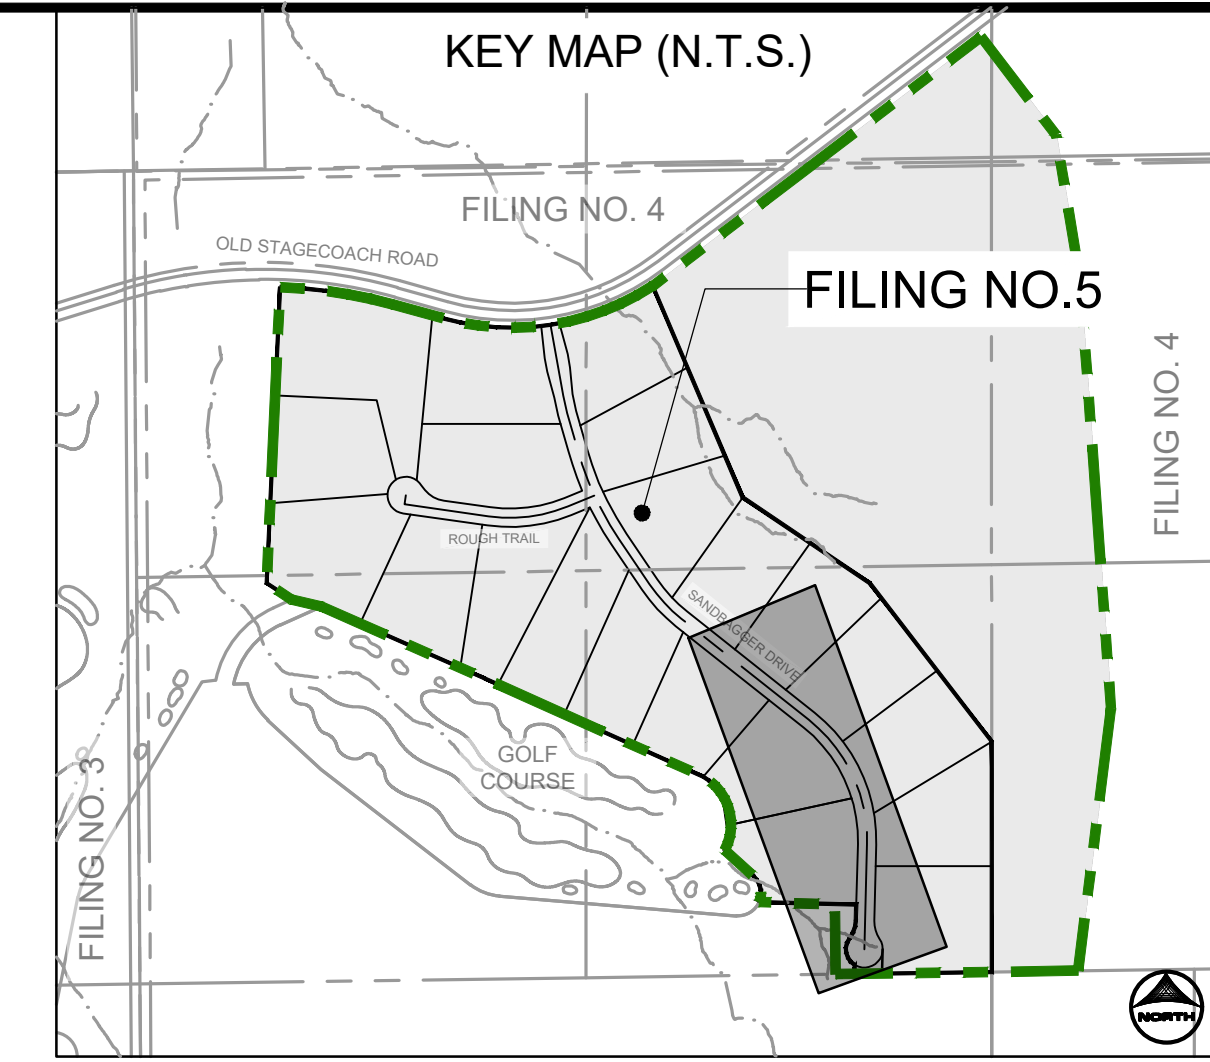 KEY MAP (N.T.S.)
FILING NO. 4
OLD STAGECOACH ROAD
FILING NO.5
FILING NO. 4
ROUGH TRAIL
SANDBAGGER DRIVE
GOLF
COURSE
FILING NO. 3
NORTH